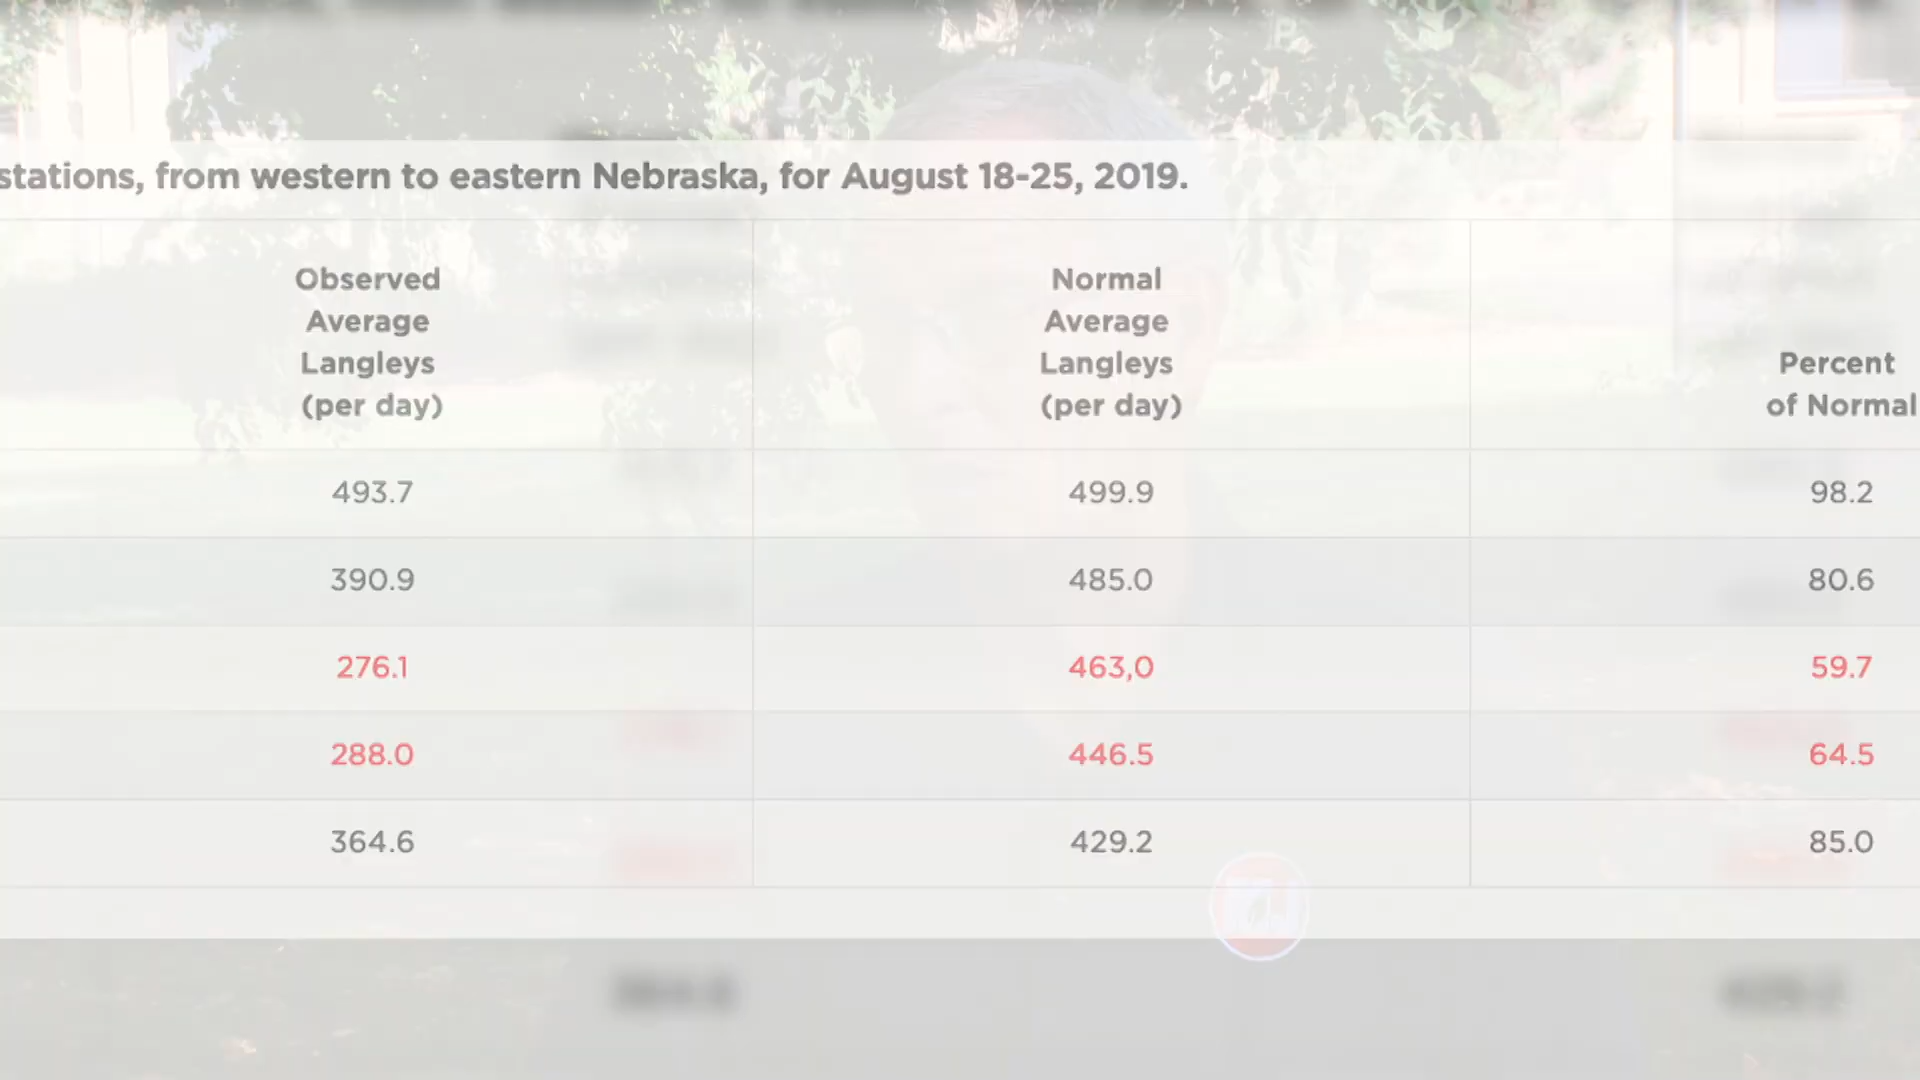 stations, from western to eastern Nebraska, for August 18-25, 2019.
Observed
Average
Langleys
(per day)
Normal
Average
Langleys
(per day)
Percent
of Normal
493.7 499.9 98.2
390.9 485.0 80.6
276.1 463,0 59.7
288.0 446.5 64.5
364.6 429.2 85.0